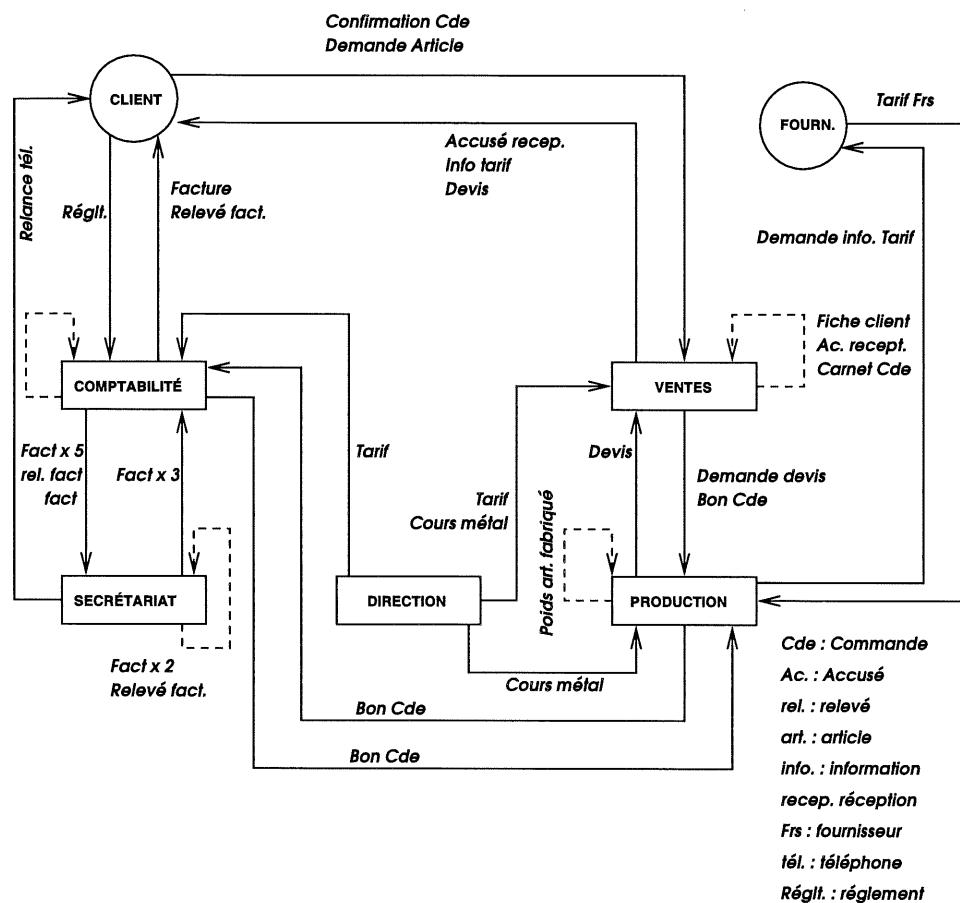 Confirmation Cde
Demande Article
CLIENT
FOURN.
Tarif Frs
Relance tél.
Accusé recep.
Info tarif
Devis
Facture
Relevé fact.
Réglt.
Demande info. Tarif
Fiche client
Ac. recept.
Carnet Cde
COMPTABILITÉ
VENTES
Fact x 5
rel. fact
fact
Fact x 3
Tarif
Devis
Demande devis
Bon Cde
Tarif
Cours métal
Poids art. fabriqué
SECRÉTARIAT
DIRECTION
PRODUCTION
Fact x 2
Relevé fact.
Cours métal
Bon Cde
Bon Cde
Cde : Commande
Ac. : Accusé
rel. : relevé
art. : article
info. : information
recep. réception
Frs : fournisseur
tél. : téléphone
Réglt. : réglement